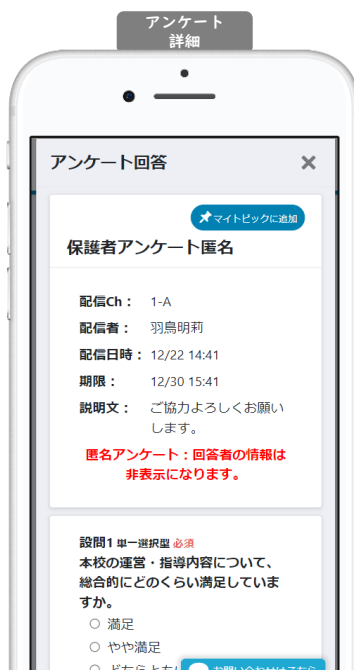 アンケート
詳細
アンケート回答
マイトピックに追加
保護者アンケート匿名
配信Ch： 1-A
配信者： 羽鳥明莉
配信日時： 12/22 14:41
期限： 12/30 15:41
説明文： ご協力よろしくお願い
します。
匿名アンケート：回答者の情報は
非表示になります。
設問1 単一選択型 必須
本校の運営・指導内容について、
総合的にどのくらい満足していま
すか。
満足
やや満足